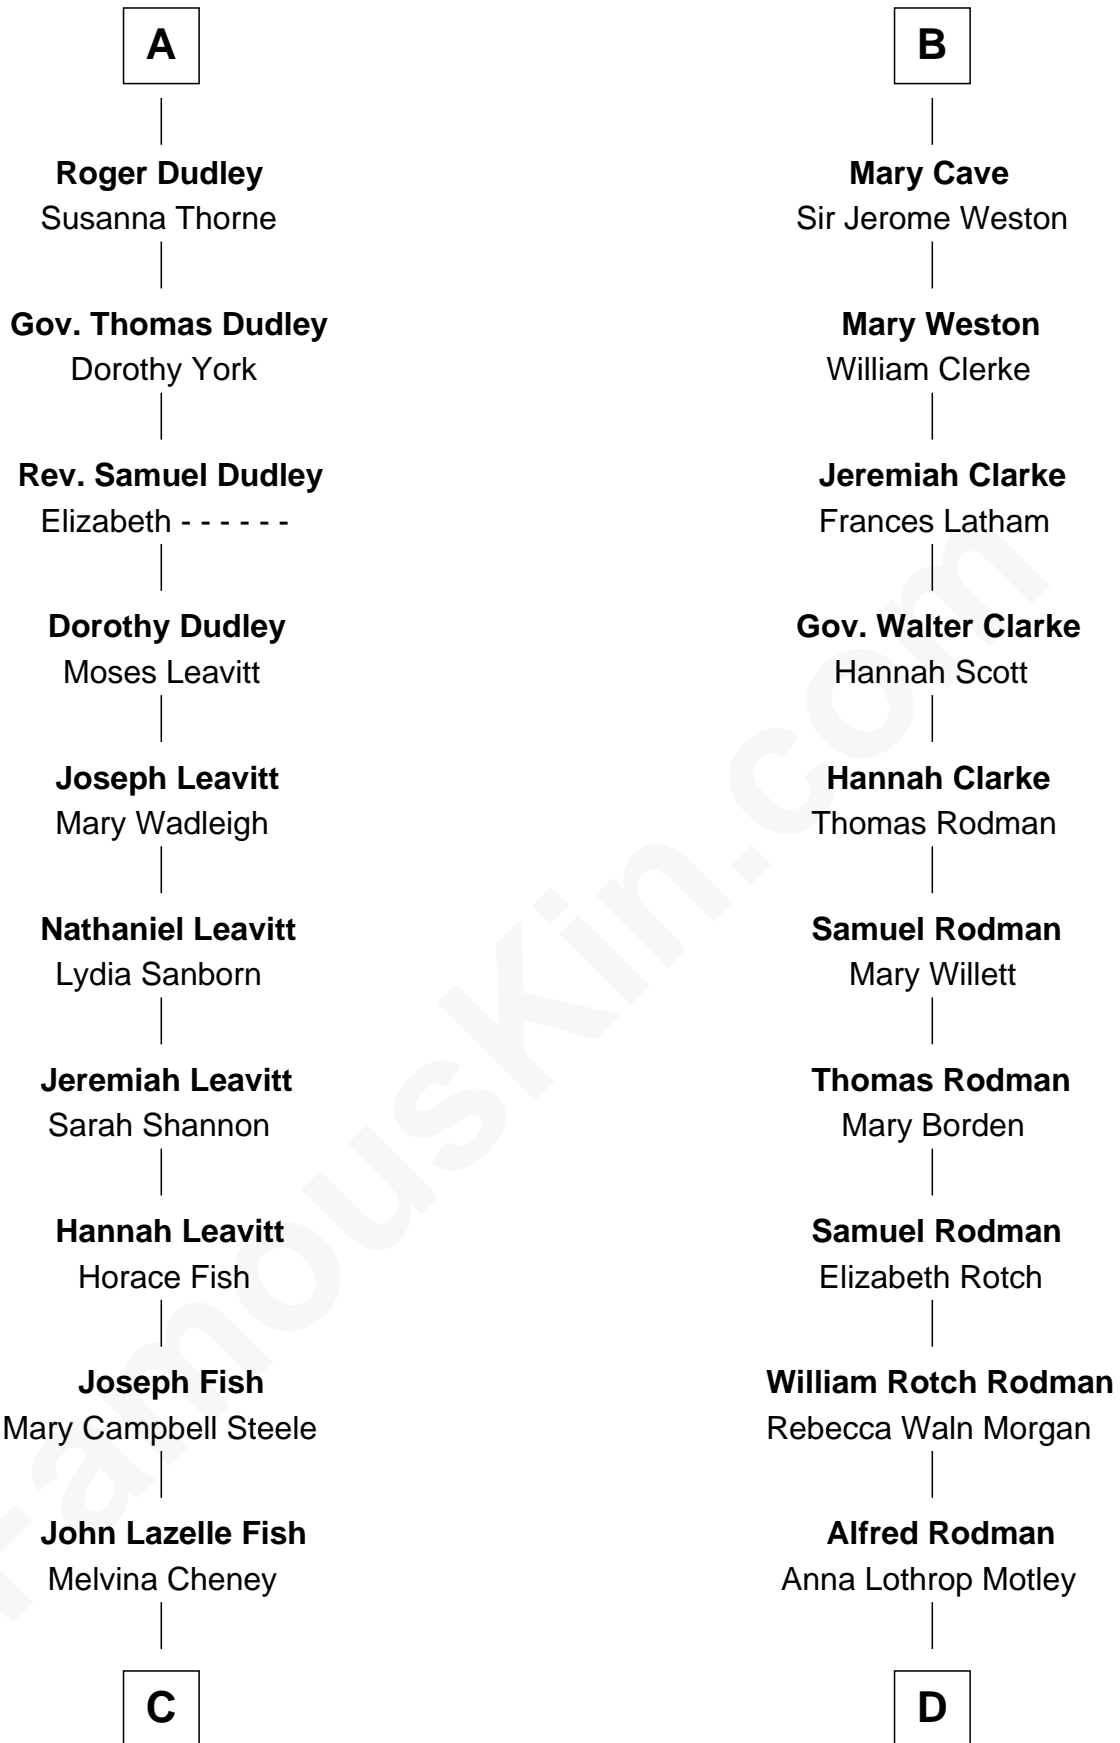 A
Roger Dudley
Susanna Thorne
Gov. Thomas Dudley
Dorothy York
Rev. Samuel Dudley
Elizabeth - - - - - -
Dorothy Dudley
Moses Leavitt
Joseph Leavitt
Mary Wadleigh
Nathaniel Leavitt
Lydia Sanborn
Jeremiah Leavitt
Sarah Shannon
Hannah Leavitt
Horace Fish
Joseph Fish
Mary Campbell Steele
John Lazelle Fish
Melvina Cheney
C
B
Mary Cave
Sir Jerome Weston
Mary Weston
William Clerke
Jeremiah Clarke
Frances Latham
Gov. Walter Clarke
Hannah Scott
Hannah Clarke
Thomas Rodman
Samuel Rodman
Mary Willett
Thomas Rodman
Mary Borden
Samuel Rodman
Elizabeth Rotch
William Rotch Rodman
Rebecca Waln Morgan
Alfred Rodman
Anna Lothrop Motley
D
FamousKin.com